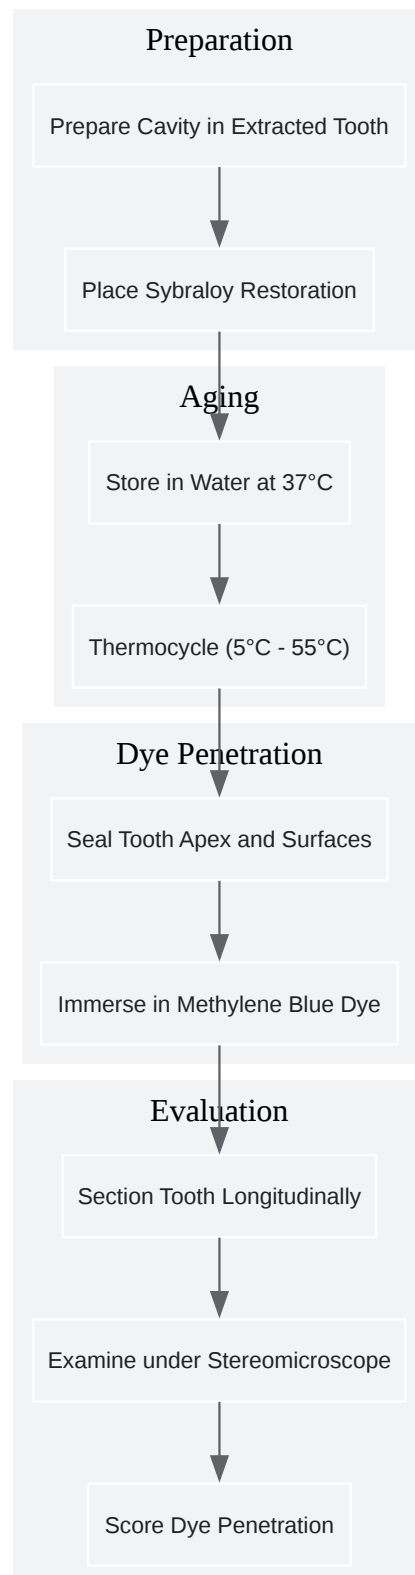 Preparation
Prepare Cavity in Extracted Tooth
Place Sybraloy Restoration
Aging
Store in Water at 37°C
Thermocycle (5°C - 55°C)
Dye Penetration
Seal Tooth Apex and Surfaces
Immerse in Methylene Blue Dye
Evaluation
Section Tooth Longitudinally
Examine under Stereomicroscope
Score Dye Penetration